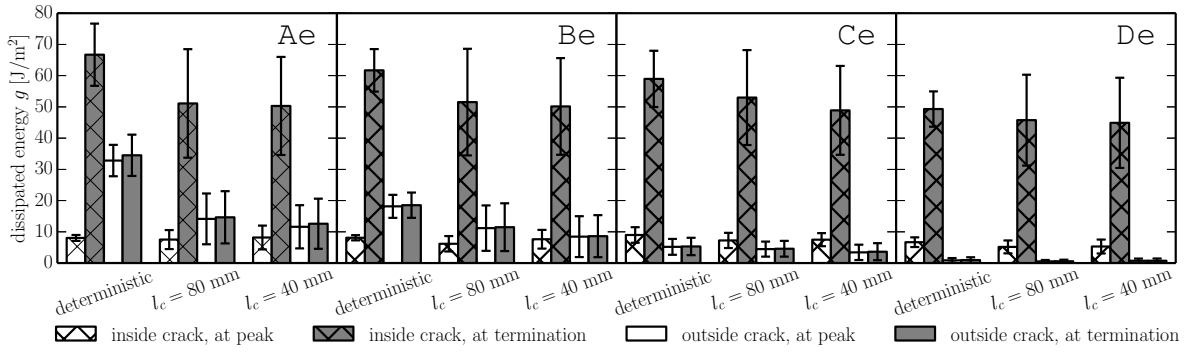 80
70
60
50
40
30
20
10
0
dissipated energy g [J/m²]
Ae
Be
Ce
De
deterministic
l_c = 80 mm
l_c = 40 mm
deterministic
l_c = 80 mm
l_c = 40 mm
deterministic
l_c = 80 mm
l_c = 40 mm
deterministic
l_c = 80 mm
l_c = 40 mm
inside crack, at peak
inside crack, at termination
outside crack, at peak
outside crack, at termination